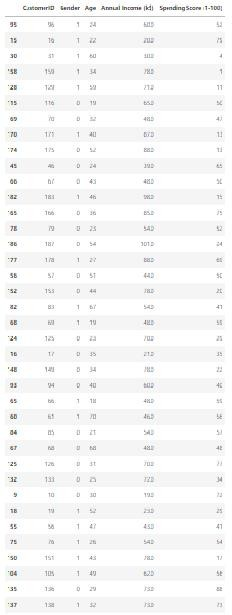 CustomerID Gender Age Annual Income (k$) Spending Score (1-100)
95 96 1 24 60.0 52
15 16 1 22 20.0 79
30 31 1 60 30.0 4
158 159 1 34 78.0 1
128 129 1 59 71.0 11
115 116 0 19 65.0 50
69 70 0 32 48.0 47
170 171 1 40 87.0 13
174 175 0 52 88.0 13
45 46 0 24 39.0 65
66 67 0 43 48.0 50
182 183 1 46 98.0 15
165 166 0 36 85.0 75
78 79 0 23 54.0 52
186 187 0 54 101.0 24
177 178 1 27 88.0 69
56 57 0 51 44.0 50
152 153 0 44 78.0 20
82 83 1 67 54.0 41
68 69 1 19 48.0 59
124 125 0 23 70.0 29
16 17 0 35 21.0 35
148 149 0 34 78.0 22
93 94 0 40 60.0 40
65 66 1 18 48.0 59
60 61 1 70 46.0 56
84 85 0 21 54.0 57
67 68 0 68 48.0 48
125 126 0 31 70.0 77
132 133 0 25 72.0 34
9 10 0 30 19.0 72
18 19 1 52 23.0 29
55 56 1 47 43.0 41
75 76 1 26 54.0 54
150 151 1 43 78.0 17
104 105 1 49 62.0 56
135 136 0 29 73.0 88
137 138 1 32 73.0 73